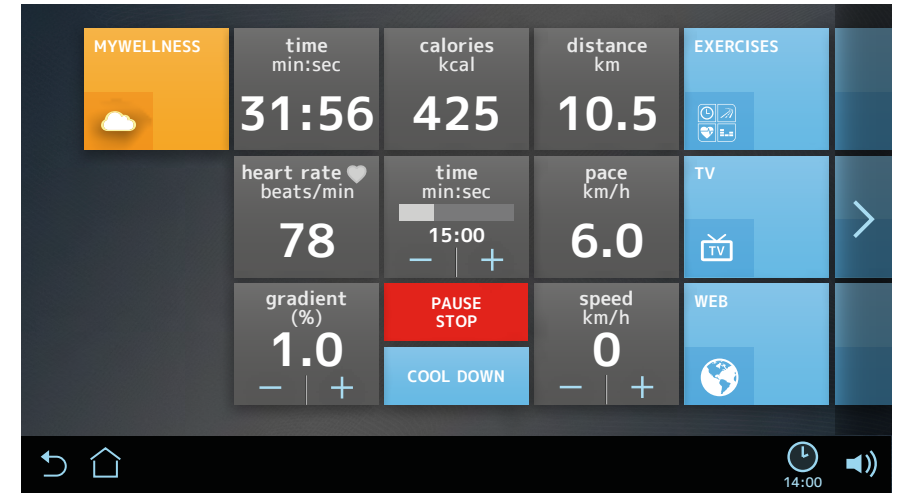 MYWELLNESS
time
min:sec
31:56
calories
kcal
425
distance
km
10.5
EXERCISES
heart rate
beats/min
78
time
min:sec
15:00
− +
pace
km/h
6.0
TV
TV
gradient
(%)
1.0
− +
PAUSE
STOP
COOL DOWN
speed
km/h
0
− +
WEB
14:00